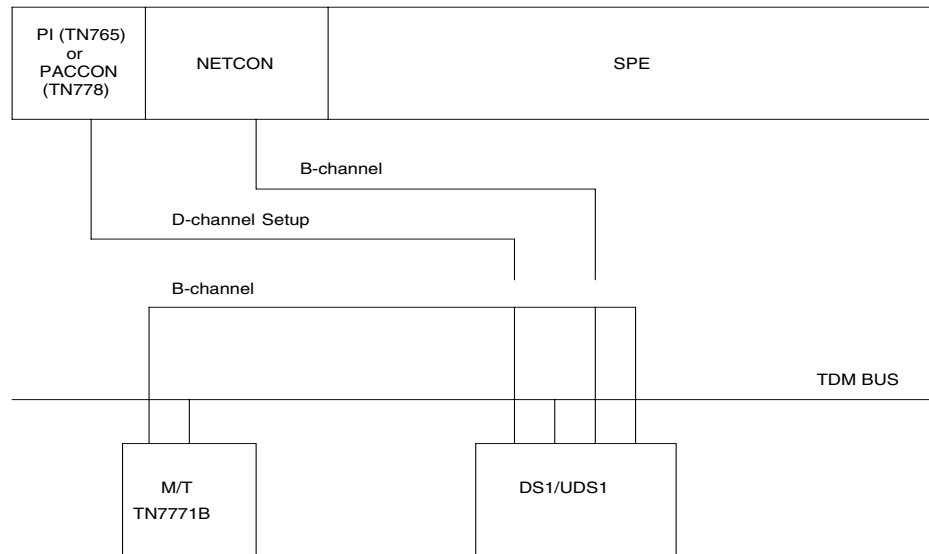 PI (TN765)
or
PACCON
(TN778)
NETCON
SPE
B-channel
D-channel Setup
B-channel
TDM BUS
M/T
TN7771B
DS1/UDS1